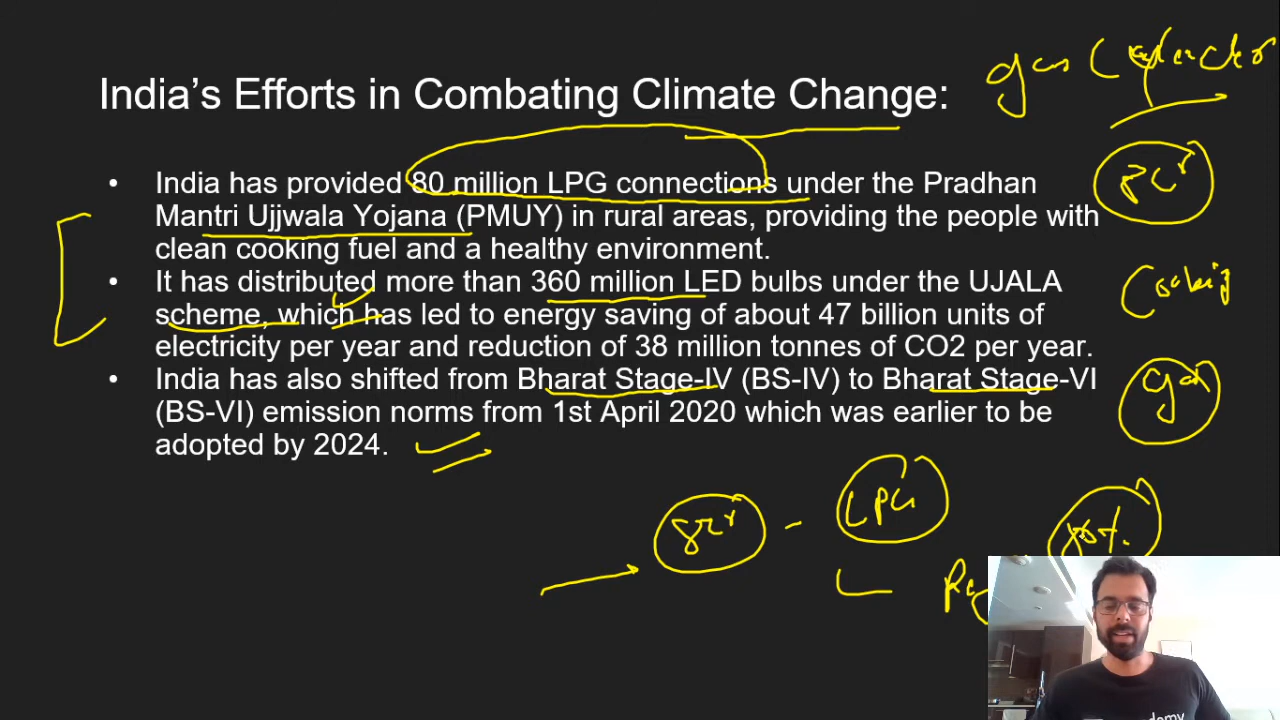 India's Efforts in Combating Climate Change:
gas
• India has provided 80 million LPG connections under the Pradhan
Mantri Ujjwala Yojana (PMUY) in rural areas, providing the people with
clean cooking fuel and a healthy environment.
• It has distributed more than 360 million LED bulbs under the UJALA
scheme, which has led to energy saving of about 47 billion units of
electricity per year and reduction of 38 million tonnes of CO2 per year.
• India has also shifted from Bharat Stage-IV (BS-IV) to Bharat Stage-VI
(BS-VI) emission norms from 1st April 2020 which was earlier to be
adopted by 2024.
Cooking
gas
LPG